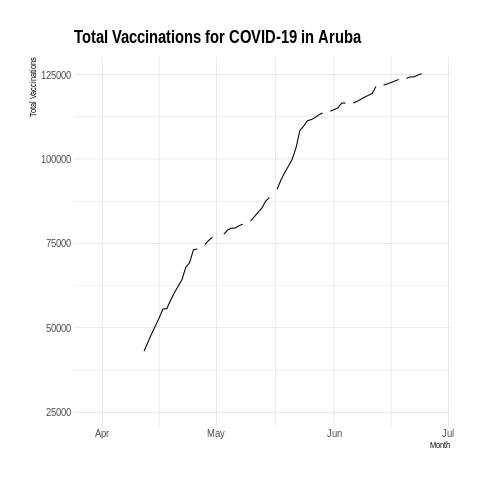 Total Vaccinations for COVID-19 in Aruba
Total Vaccinations
125000
100000
75000
50000
25000
Apr May Jun Jul
Month